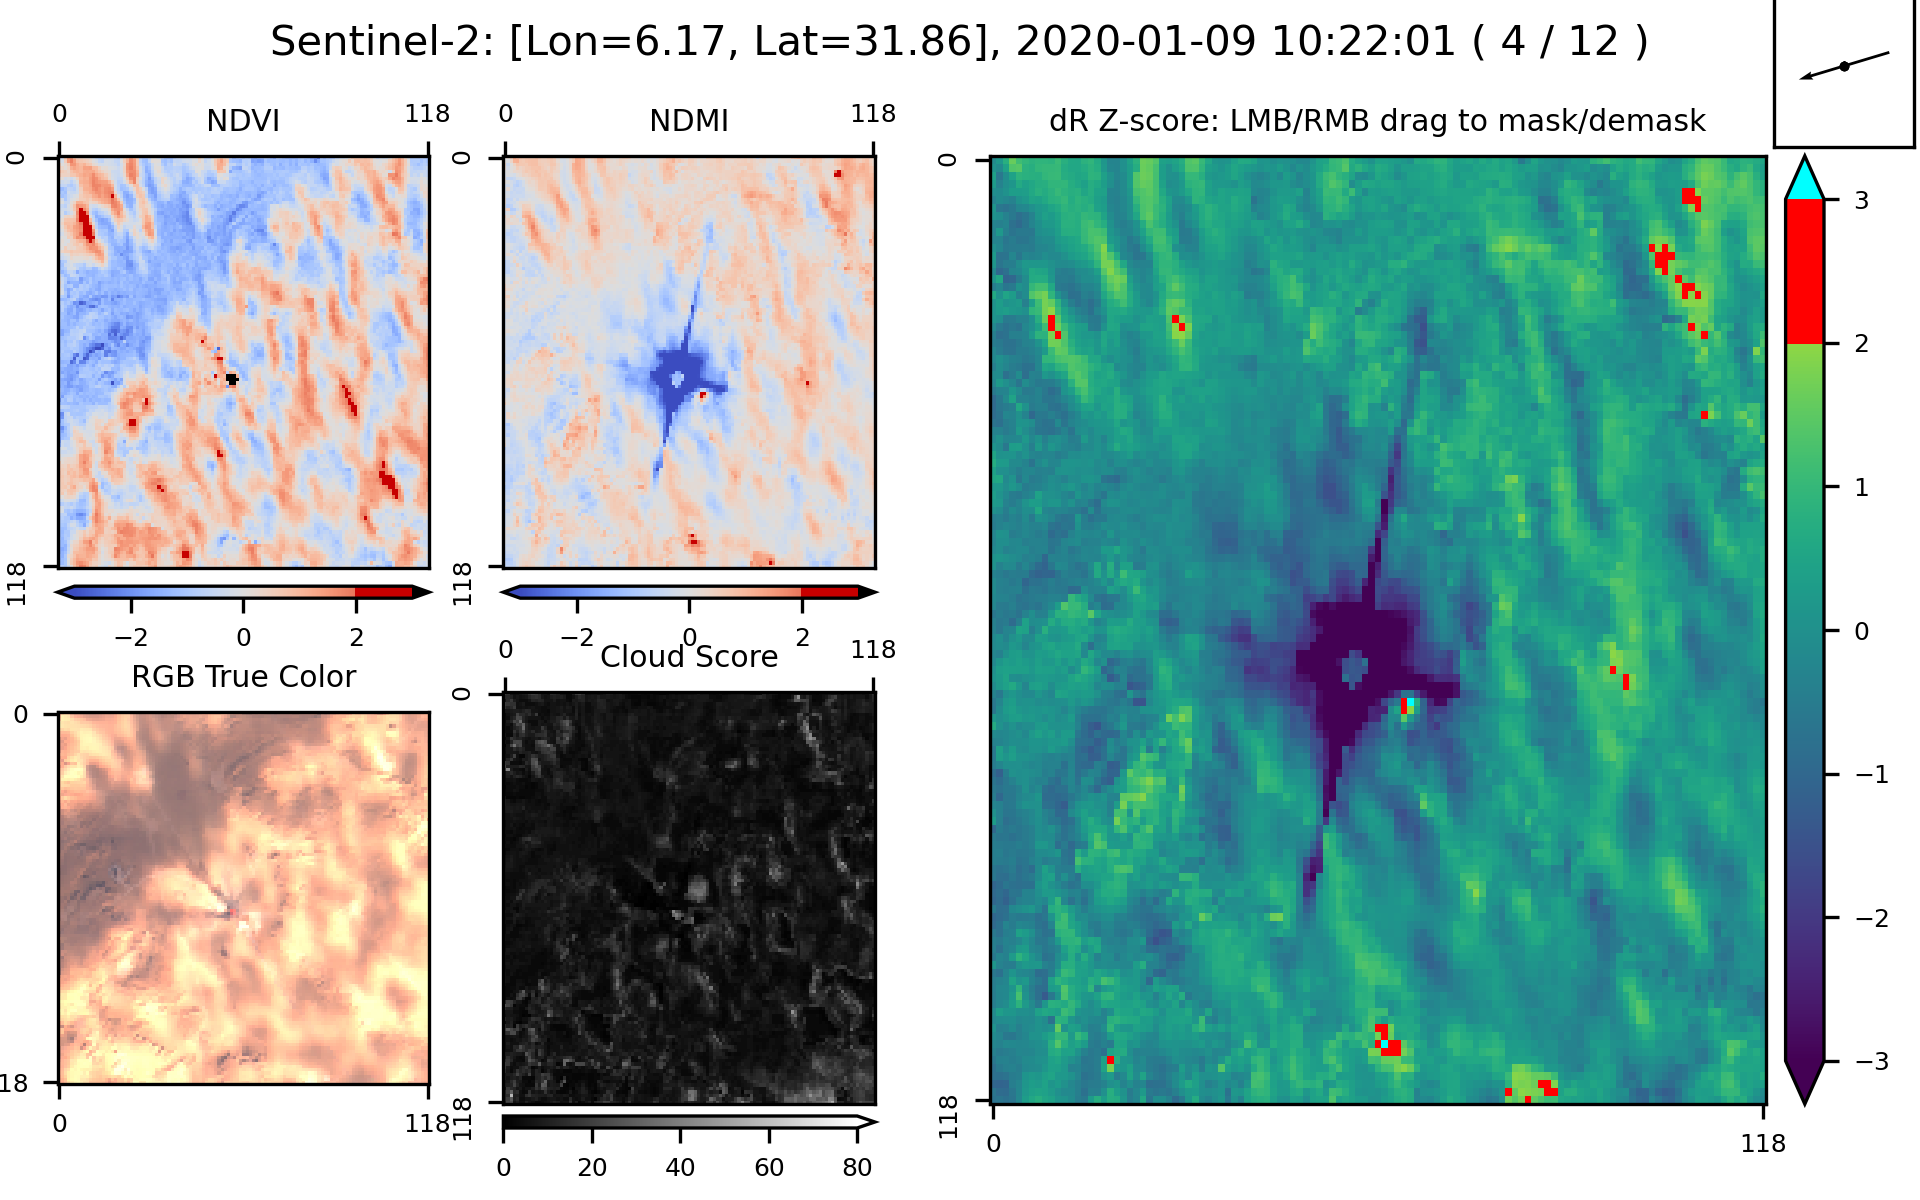 Sentinel-2: [Lon=6.17, Lat=31.86], 2020-01-09 10:22:01 ( 4 / 12 )
0 NDVI 118
0
118
−2 0 2
0 NDMI 118
0
118
−2 0 2
dR Z-score: LMB/RMB drag to mask/demask
0
118
0 118
3
2
1
0
−1
−2
−3
RGB True Color
0
18
0 118
0 Cloud Score 118
0
118
0 20 40 60 80